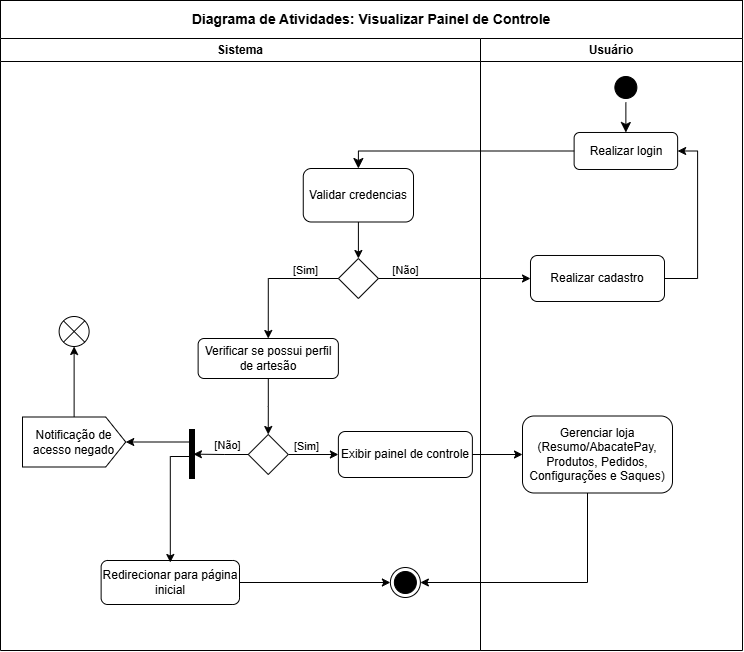 Diagrama de Atividades: Visualizar Painel de Controle
Sistema
Usuário
Realizar login
Validar credencias
[Sim]
[Não]
Realizar cadastro
Verificar se possui perfil
de artesão
Notificação de
acesso negado
[Não]
[Sim]
Exibir painel de controle
Gerenciar loja
(Resumo/AbacatePay,
Produtos, Pedidos,
Configurações e Saques)
Redirecionar para página
inicial